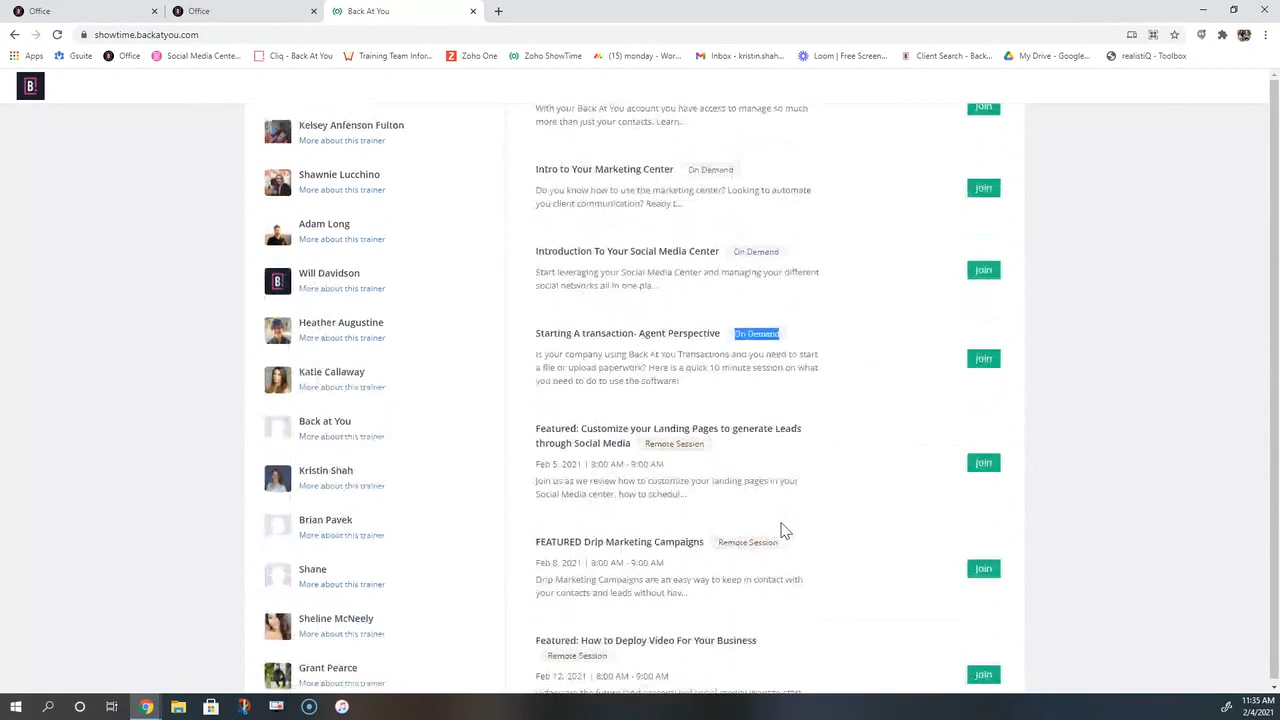 Office
Office
Back At You
showtime.backatyou.com
Apps
Gsuite
Office
Social Media Cente...
Cliq - Back At You
Training Team Infor...
Zoho One
Zoho ShowTime
(15) monday - Wor...
Inbox - kristin.shah...
Loom | Free Screen...
Client Search - Back...
My Drive - Google...
realistiQ - Toolbox
B
Kelsey Anfenson Fulton
More about this trainer
Shawnie Lucchino
More about this trainer
Adam Long
More about this trainer
Will Davidson
More about this trainer
Heather Augustine
More about this trainer
Katie Callaway
More about this trainer
Back at You
More about this trainer
Kristin Shah
More about this trainer
Brian Pavek
More about this trainer
Shane
More about this trainer
Sheline McNeely
More about this trainer
Grant Pearce
More about this trainer
With your Back At You account you have access to manage so much
more than just your contacts. Learn..
Join
Intro to Your Marketing Center On Demand
Do you know how to use the marketing center? Looking to automate
you client communication? Ready t...
Join
Introduction To Your Social Media Center On Demand
Start leveraging your Social Media Center and managing your different
social networks all in one pla...
Join
Starting A transaction- Agent Perspective On Demand
Is your company using Back At You Transactions and you need to start
a file or upload paperwork? Here is a quick 10 minute session on what
you need to do to use the software!
Join
Featured: Customize your Landing Pages to generate Leads
through Social Media Remote Session
Feb 5, 2021 | 8:00 AM - 9:00 AM
Join us as we review how to customize your landing pages in your
Social Media center, how to schedul...
Join
FEATURED Drip Marketing Campaigns Remote Session
Feb 8, 2021 | 8:00 AM - 9:00 AM
Drip Marketing Campaigns are an easy way to keep in contact with
your contacts and leads without hav...
Join
Featured: How to Deploy Video For Your Business
Remote Session
Feb 12, 2021 | 8:00 AM - 9:00 AM
Join
11:35 AM
2/4/2021